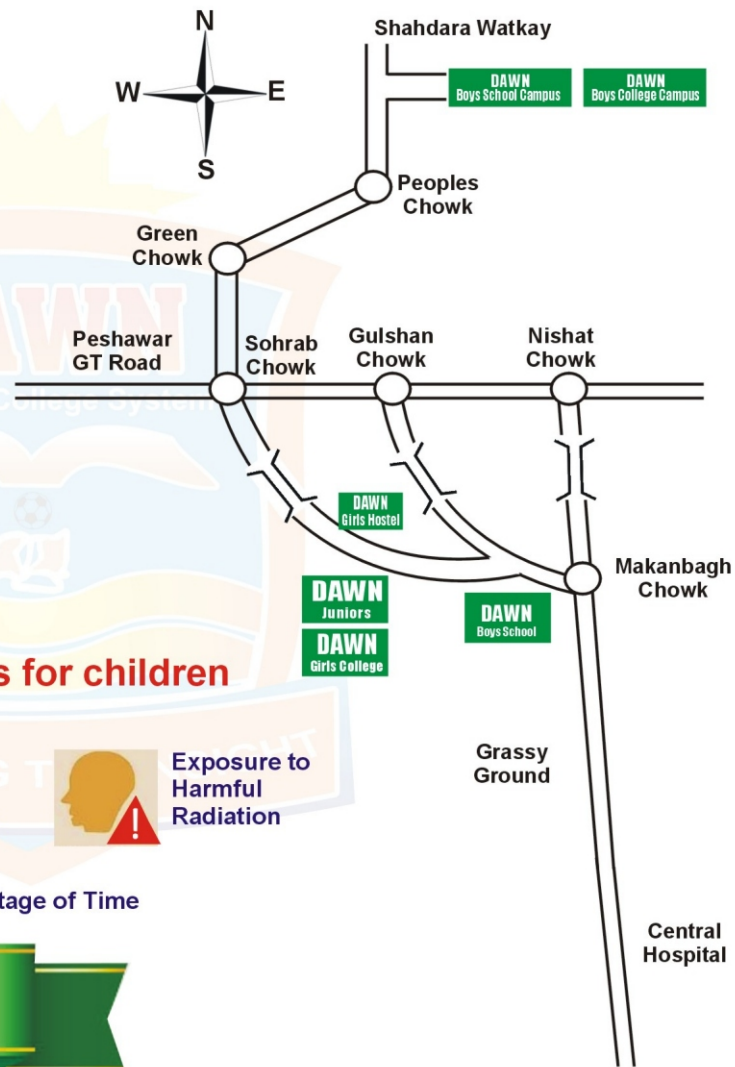 N
Shahdara Watkay
W
E
S
DAWN
Boys School Campus
DAWN
Boys College Campus
Peoples
Chowk
Green
Chowk
Peshawar
GT Road
Sohrab
Chowk
Gulshan
Chowk
Nishat
Chowk
College System
DAWN
Girls Hostel
Makanbagh
Chowk
DAWN
Juniors
DAWN
Boys School
DAWN
Girls College
s for children
Grassy
Ground
Exposure to
Harmful
Radiation
tage of Time
Central
Hospital